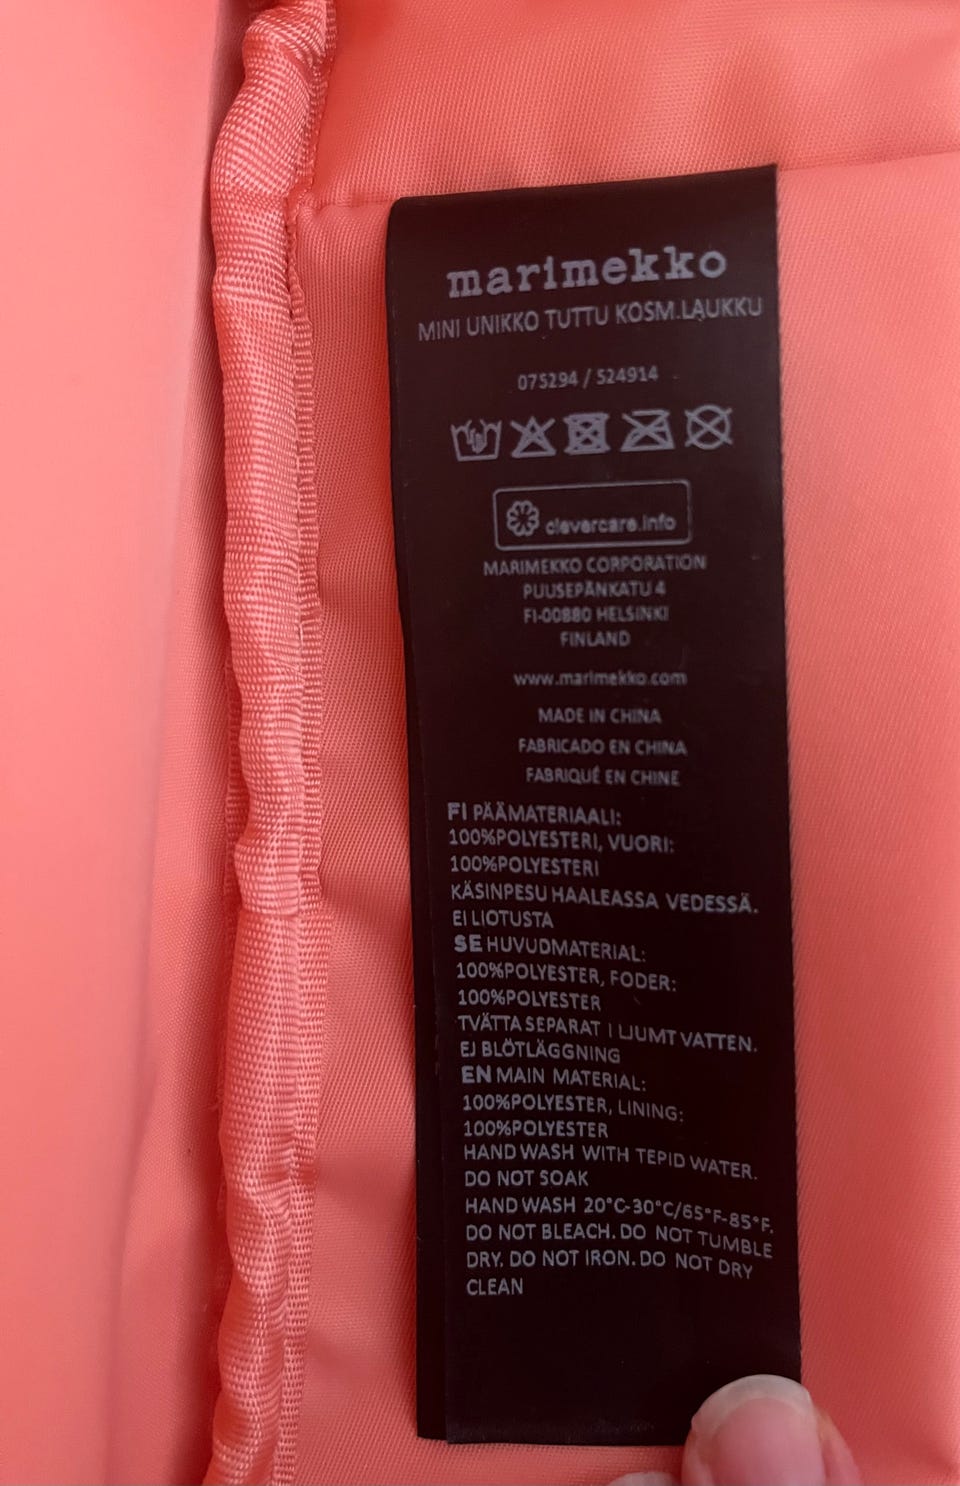 marimekko
MINI UNIKKO TUTTU KOSM.LAUKKU
075294 / 524914
clevercare.info
MARIMEKKO CORPORATION
PUUSEPÄNKATU 4
FI-00880 HELSINKI
FINLAND
www.marimekko.com
MADE IN CHINA
FABRICADO EN CHINA
FABRIQUÉ EN CHINE
FI PÄÄMATERIAALI:
100%POLYESTERI, VUORI:
100%POLYESTERI
KÄSINPESU HAALEASSA VEDESSÄ.
EI LIOTUSTA
SE HUVUDMATERIAL:
100%POLYESTER, FODER:
100%POLYESTER
TVÄTTA SEPARAT I LJUMT VATTEN.
EJ BLÖTLÄGGNING
EN MAIN MATERIAL:
100%POLYESTER, LINING:
100%POLYESTER
HAND WASH WITH TEPID WATER.
DO NOT SOAK
HAND WASH 20°C-30°C/65°F-85°F.
DO NOT BLEACH. DO NOT TUMBLE
DRY. DO NOT IRON. DO NOT DRY
CLEAN